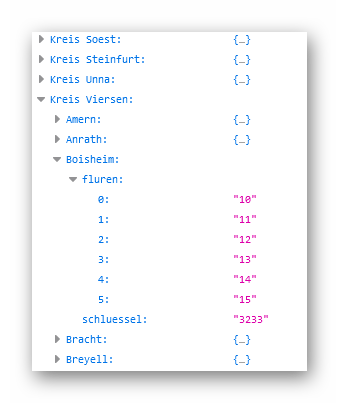 Kreis Soest: {…}
Kreis Steinfurt: {…}
Kreis Unna: {…}
Kreis Viersen:
Amern: {…}
Anrath: {…}
Boisheim:
fluren:
0: "10"
1: "11"
2: "12"
3: "13"
4: "14"
5: "15"
schluessel: "3233"
Bracht: {…}
Breyell: {…}